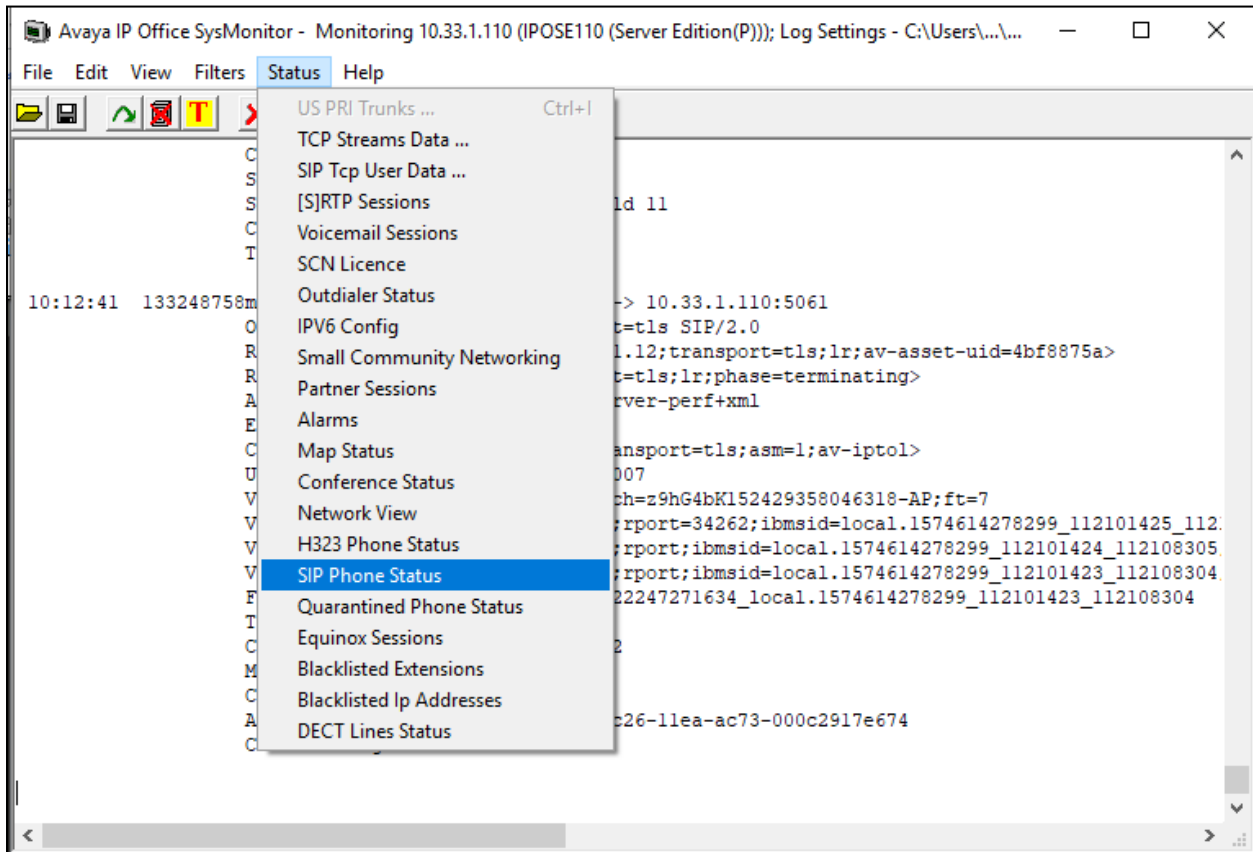 Avaya IP Office SysMonitor - Monitoring 10.33.1.110 (IPOSE110 (Server Edition(P))); Log Settings - C:\Users\...\...
File Edit View Filters Status Help
T
US PRI Trunks ... Ctrl+I
TCP Streams Data ...
SIP Tcp User Data ...
[S]RTP Sessions
Voicemail Sessions
SCN Licence
Outdialer Status
IPV6 Config
Small Community Networking
Partner Sessions
Alarms
Map Status
Conference Status
Network View
H323 Phone Status
SIP Phone Status
Quarantined Phone Status
Equinox Sessions
Blacklisted Extensions
Blacklisted Ip Addresses
DECT Lines Status
C
S
S ld 11
C
T
10:12:41 133248758m -> 10.33.1.110:5061
O t=tls SIP/2.0
R 1.12;transport=tls;lr;av-asset-uid=4bf8875a>
R t=tls;lr;phase=terminating>
A rver-perf+xml
E
C ansport=tls;asm=1;av-iptol>
U 007
V ch=z9hG4bK152429358046318-AP;ft=7
V ;rport=34262;ibmsid=local.1574614278299_112101425_112
V ;rport;ibmsid=local.1574614278299_112101424_112108305
V ;rport;ibmsid=local.1574614278299_112101423_112108304
F 22247271634_local.1574614278299_112101423_112108304
T
C 2
M
C
A c26-11ea-ac73-000c2917e674
C